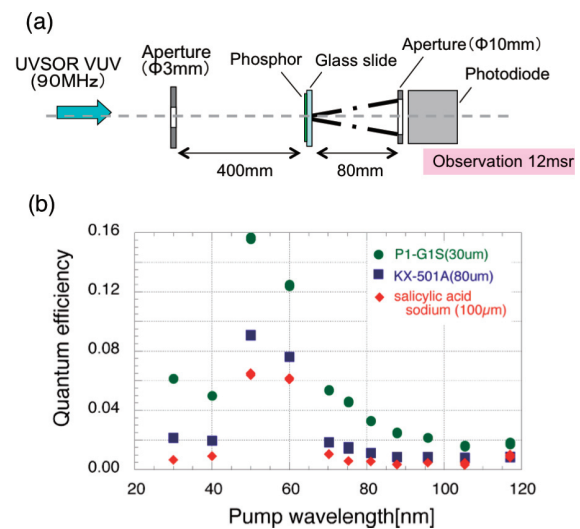 (a)
UVSOR VUV
(90MHz)
Aperture
(Φ3mm)
Phosphor
Glass slide
Aperture(Φ10mm)
Photodiode
400mm
80mm
Observation 12msr
(b)
Quantum efficiency
0.16
0.12
0.08
0.04
0.00
P1-G1S(30um)
KX-501A(80um)
salicylic acid
sodium (100μm)
20 40 60 80 100 120
Pump wavelength[nm]